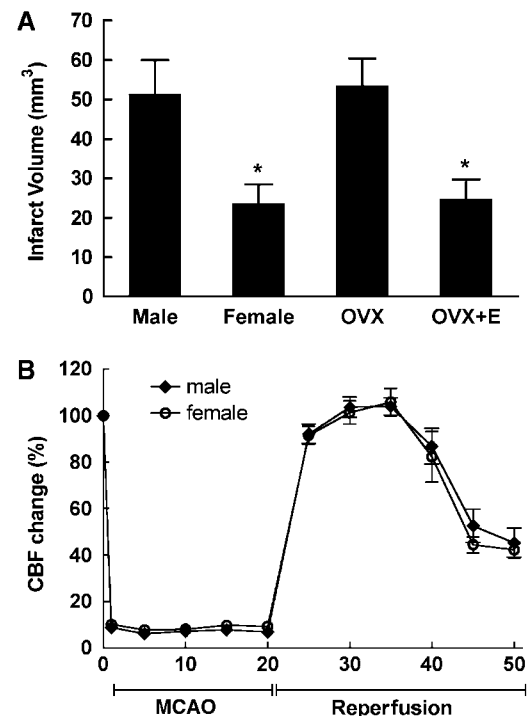 A
Infarct Volume (mm³)
70
60
50
40
30
20
10
0
*
*
Male Female OVX OVX+E
B
CBF change (%)
120
100
80
60
40
20
0
male
female
0 10 20 30 40 50
MCAO Reperfusion